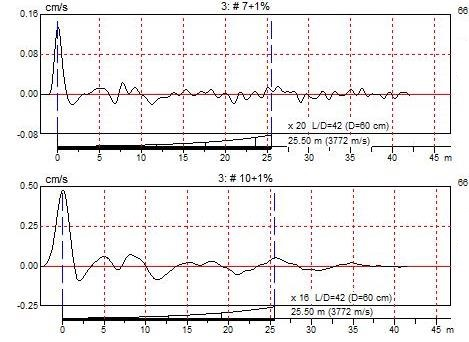 cm/s 3: # 7+1% 66
0.16
0.08
0.00
-0.08
x 20 L/D=42 (D=60 cm)
25.50 m (3772 m/s)
0 5 10 15 20 25 30 35 40 45 m
cm/s 3: # 10+1% 66
0.50
0.25
0.00
-0.25
x 16 L/D=42 (D=60 cm)
25.50 m (3772 m/s)
0 5 10 15 20 25 30 35 40 45 m